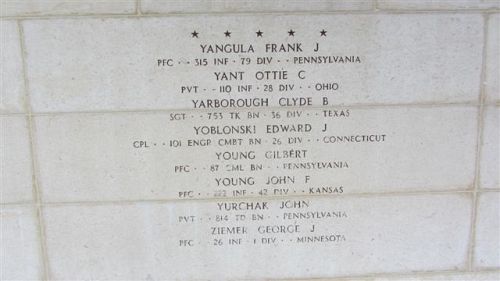 ★ ★ ★ ★ ★
YANGULA FRANK J
PFC · · 315 INF · 79 DIV · · PENNSYLVANIA
YANT OTTIE C
PVT · · 110 INF · 28 DIV · · OHIO
YARBOROUGH CLYDE B
SGT · · 753 TK BN · 36 DIV · · TEXAS
YOBLONSKI EDWARD J
CPL · · 101 ENGR CMBT BN · 26 DIV · · CONNECTICUT
YOUNG GILBERT
PFC · · 87 CML BN · · PENNSYLVANIA
YOUNG JOHN F
PFC · · 222 INF · 42 DIV · · KANSAS
YURCHAK JOHN
PVT · · 814 TD BN · · PENNSYLVANIA
ZIEMER GEORGE J
PFC · · 26 INF · 1 DIV · · MINNESOTA